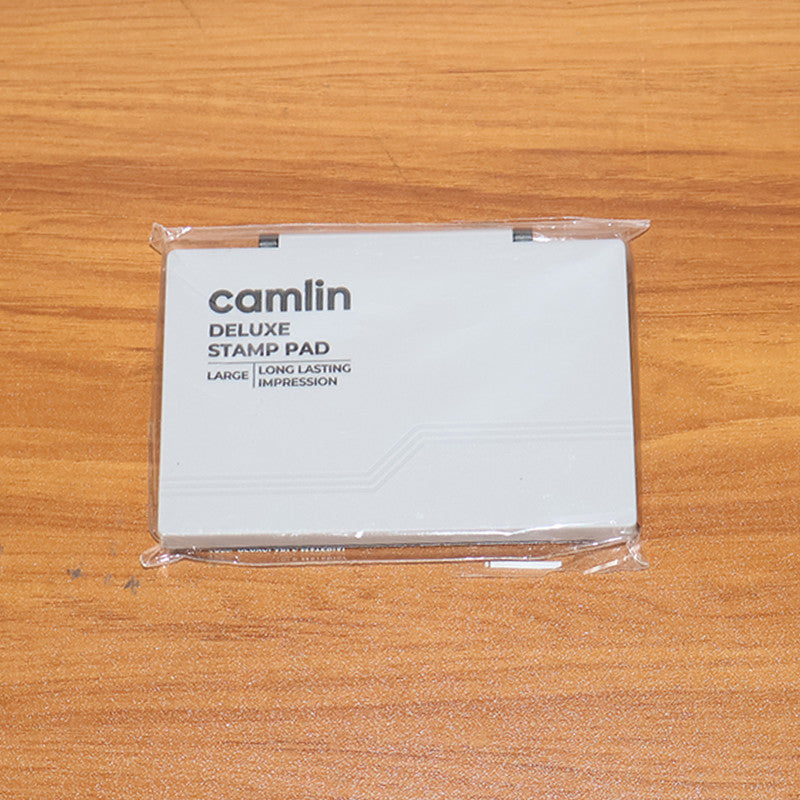 camlin
DELUXE
STAMP PAD
LARGE
LONG LASTING
IMPRESSION